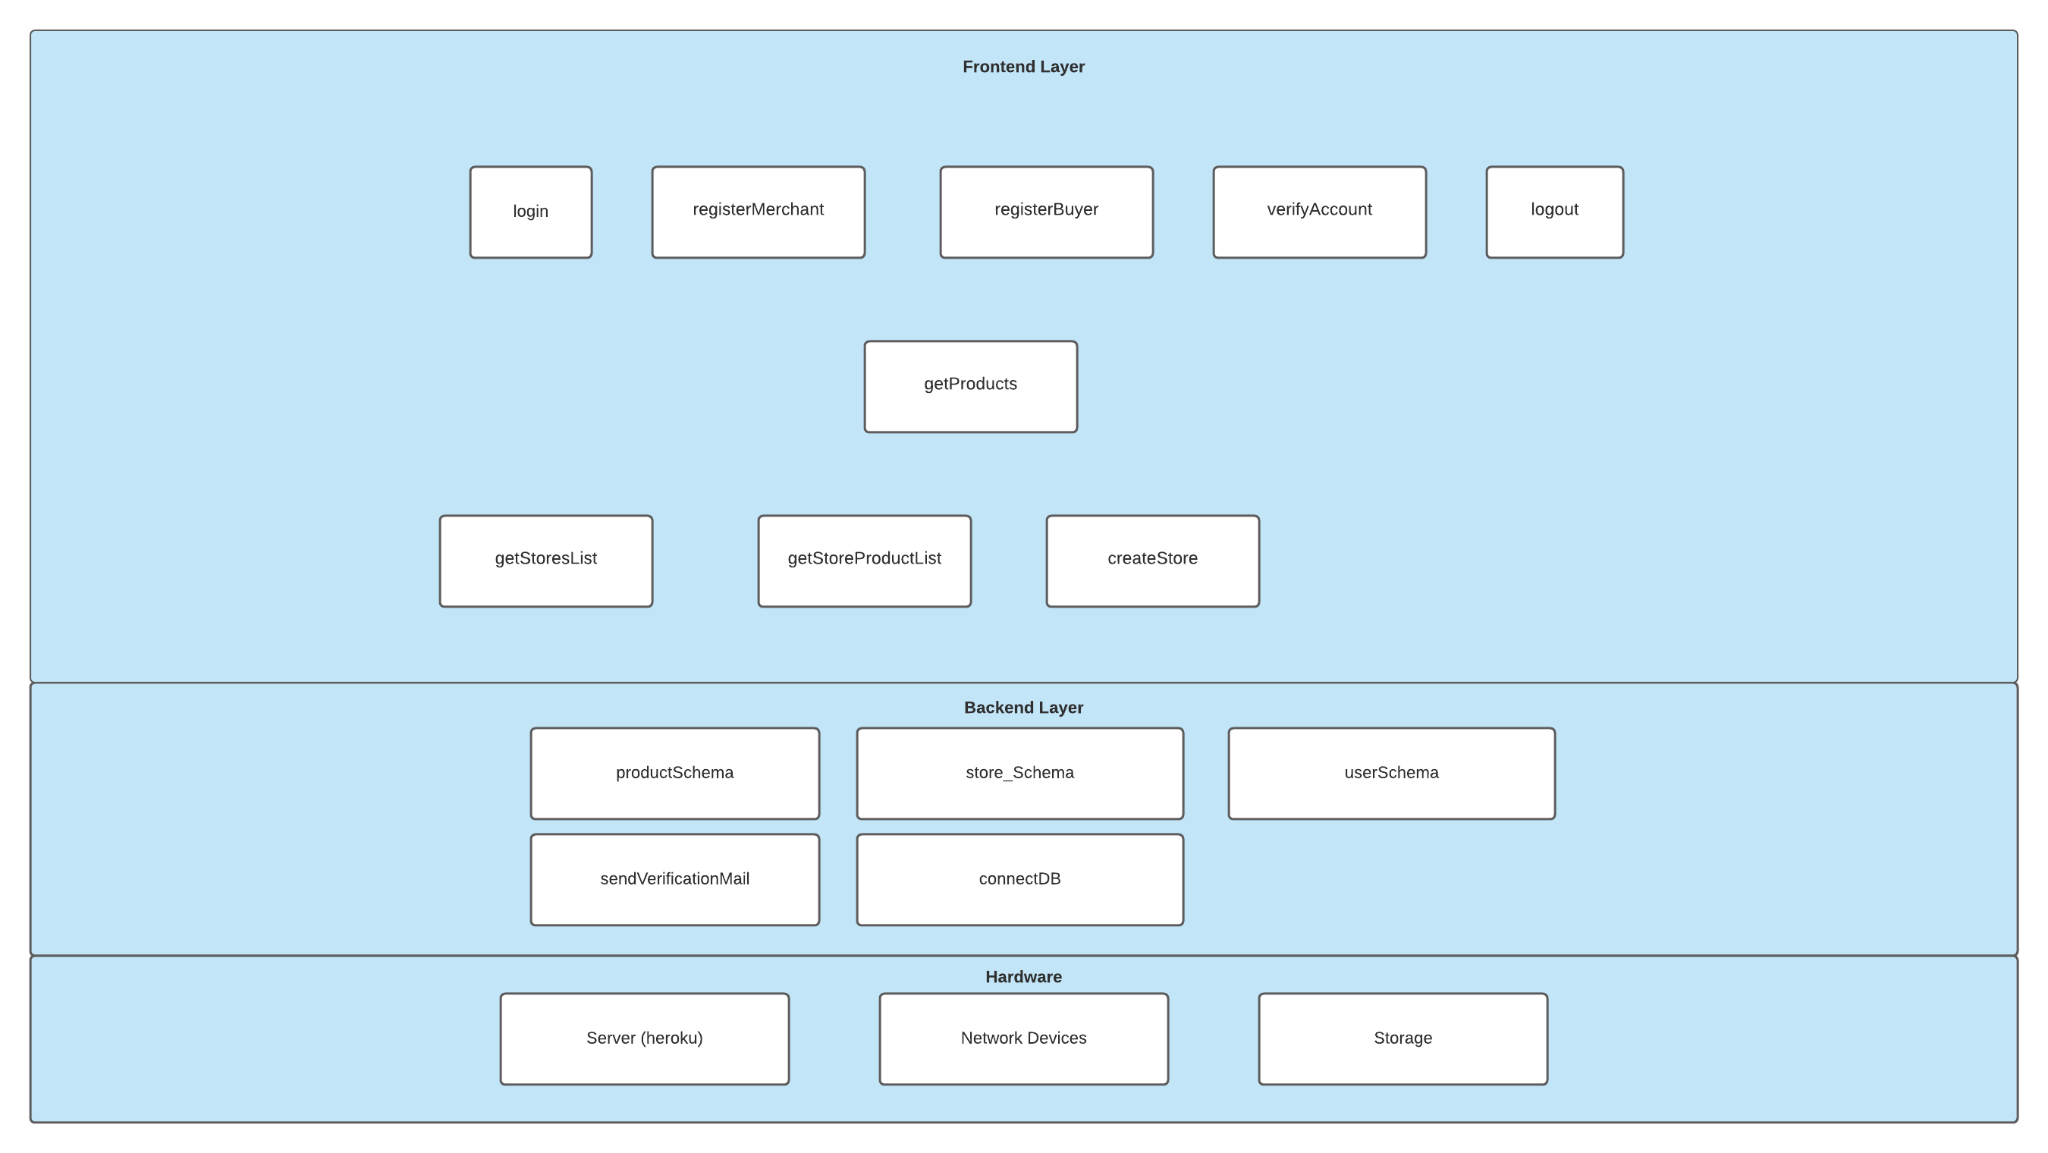 Frontend Layer
login
registerMerchant
registerBuyer
verifyAccount
logout
getProducts
getStoresList
getStoreProductList
createStore
Backend Layer
productSchema
store_Schema
userSchema
sendVerificationMail
connectDB
Hardware
Server (heroku)
Network Devices
Storage